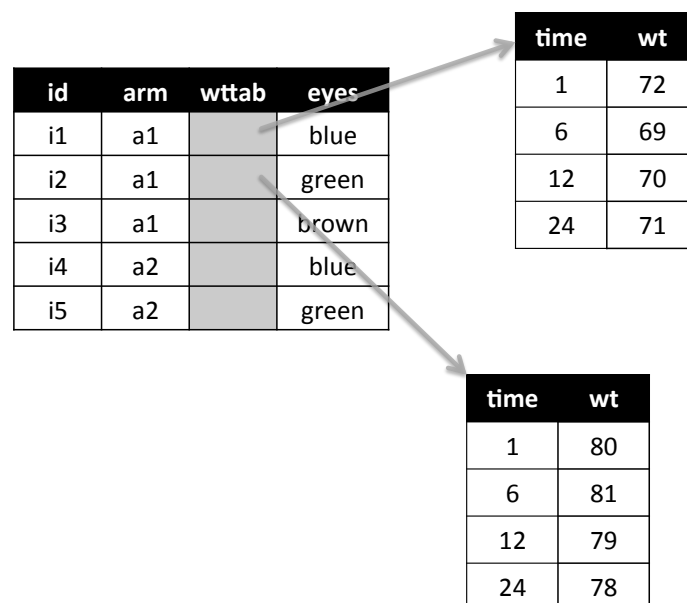 id arm wttab eyes
i1 a1 blue
i2 a1 green
i3 a1 brown
i4 a2 blue
i5 a2 green
time wt
1 72
6 69
12 70
24 71
time wt
1 80
6 81
12 79
24 78